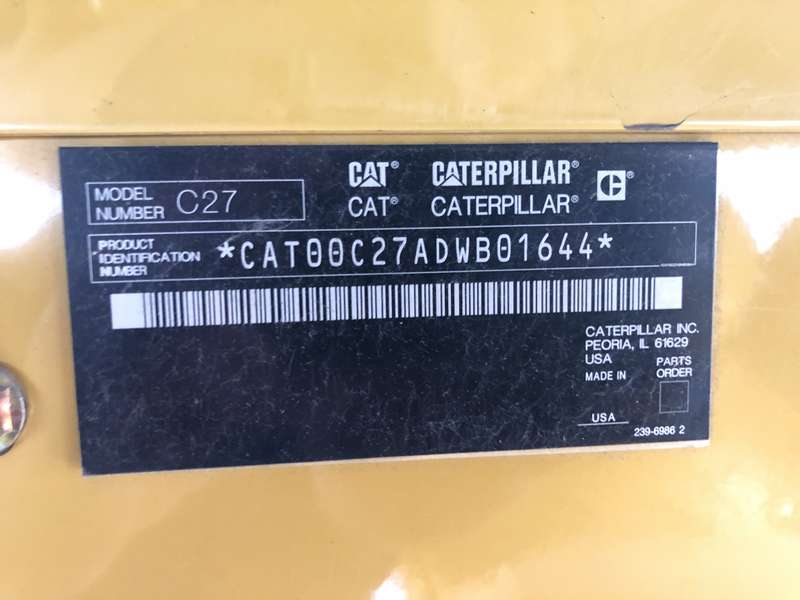 CAT® CATERPILLAR® C®
MODEL NUMBER C27
CAT® CATERPILLAR®
PRODUCT IDENTIFICATION NUMBER *CAT00C27ADWB01644*
CATERPILLAR INC.
PEORIA, IL 61629
USA
MADE IN
USA
PARTS
ORDER
239-6986 2